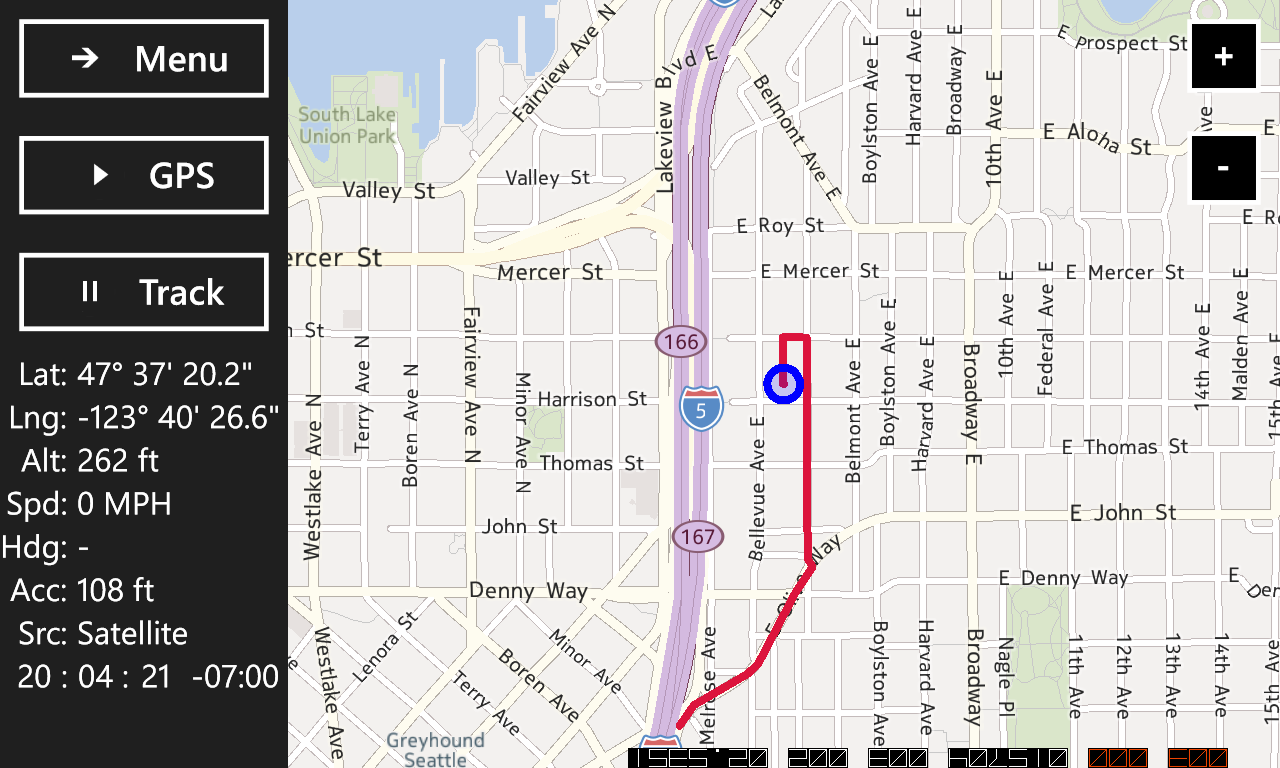 Menu
GPS
Track
Lat: 47° 37' 20.2"
Lng: -123° 40' 26.6"
Alt: 262 ft
Spd: 0 MPH
Hdg: -
Acc: 108 ft
Src: Satellite
20 : 04 : 21 -07:00
+
-
South Lake
Union Park
Fairview Ave N
Lakeview Blvd E
Belmont Ave E
Boylston Ave E
Harvard Ave E
Broadway E
10th Ave E
E Prospect St
E Aloha St
Valley St
Valley St
E Roy St
Mercer St
E Mercer St
E Mercer St
166
5
167
Harrison St
Thomas St
E Thomas St
John St
E John St
Denny Way
E Denny Way
Westlake Ave N
Terry Ave N
Boren Ave N
Fairview Ave N
Minor Ave N
Bellevue Ave E
Belmont Ave E
Boylston Ave E
Harvard Ave E
Broadway E
10th Ave E
Federal Ave E
14th Ave E
Malden Ave E
15th Ave E
Westlake Ave
Lenora St
Terry Ave
Boren Ave
Minor Ave
Melrose Ave
Boylston Ave
Harvard Ave
Broadway
Nagle Pl
11th Ave
12th Ave
13th Ave
14th Ave
15th Ave
Greyhound
Seattle